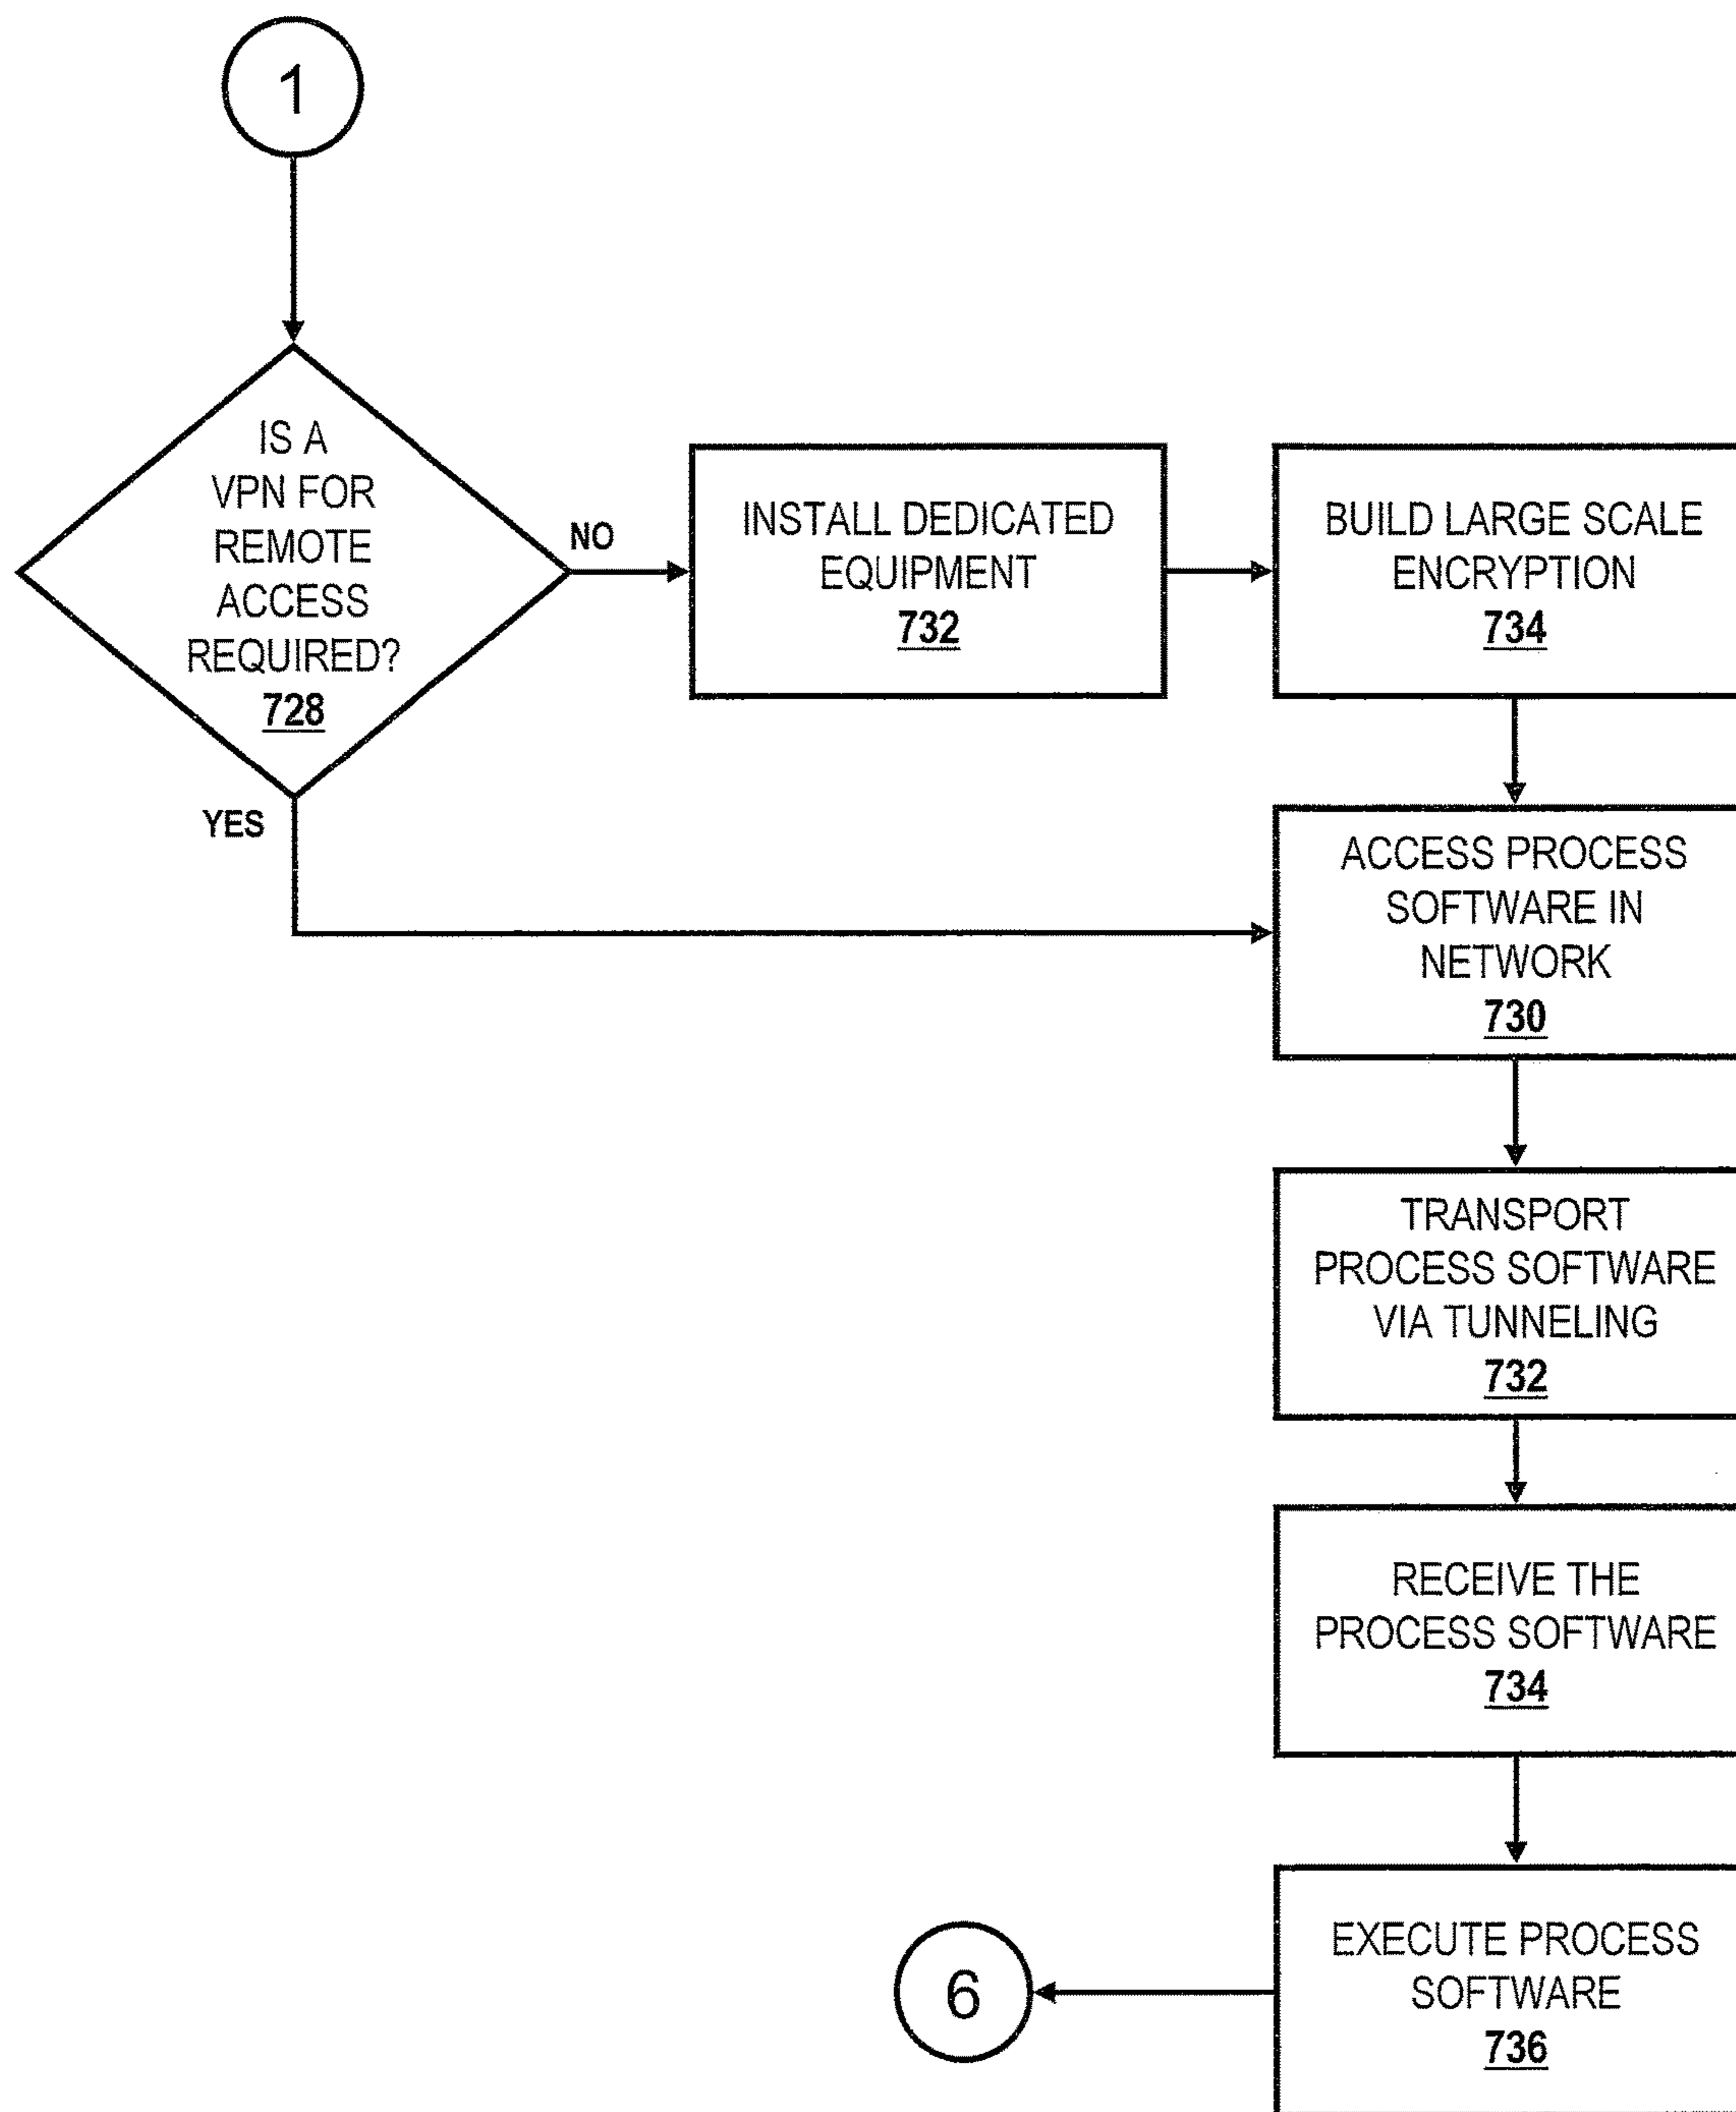 1
IS A
VPN FOR
REMOTE
ACCESS
REQUIRED?
728
NO
INSTALL DEDICATED
EQUIPMENT
732
BUILD LARGE SCALE
ENCRYPTION
734
YES
ACCESS PROCESS
SOFTWARE IN
NETWORK
730
TRANSPORT
PROCESS SOFTWARE
VIA TUNNELING
732
RECEIVE THE
PROCESS SOFTWARE
734
EXECUTE PROCESS
SOFTWARE
736
6